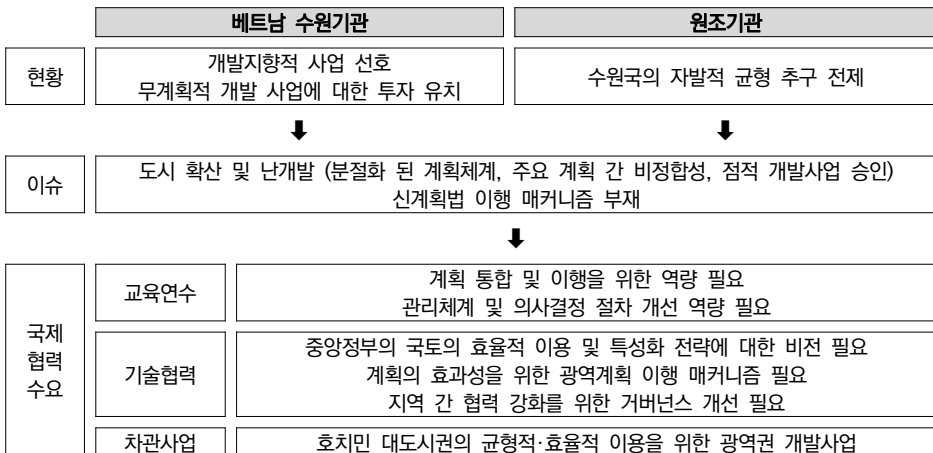 베트남 수원기관
원조기관
현황
개발지향적 사업 선호
무계획적 개발 사업에 대한 투자 유치
수원국의 자발적 균형 추구 전제
이슈
도시 확산 및 난개발 (분절화 된 계획체계, 주요 계획 간 비정합성, 점적 개발사업 승인)
신계획법 이행 매커니즘 부재
국제
협력
수요
교육연수
계획 통합 및 이행을 위한 역량 필요
관리체계 및 의사결정 절차 개선 역량 필요
기술협력
중앙정부의 국토의 효율적 이용 및 특성화 전략에 대한 비전 필요
계획의 효과성을 위한 광역계획 이행 매커니즘 필요
지역 간 협력 강화를 위한 거버넌스 개선 필요
차관사업
호치민 대도시권의 균형적·효율적 이용을 위한 광역권 개발사업